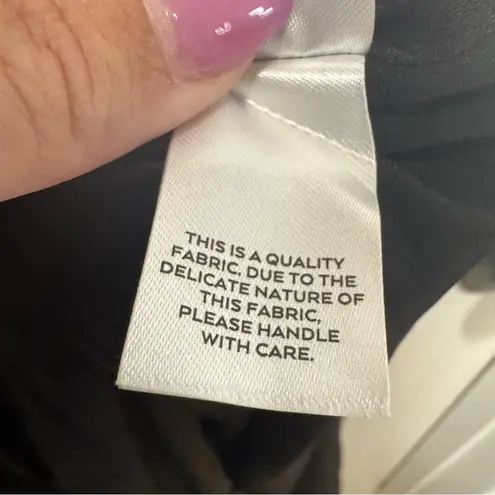 THIS IS A QUALITY
FABRIC. DUE TO THE
DELICATE NATURE OF
THIS FABRIC,
PLEASE HANDLE
WITH CARE.